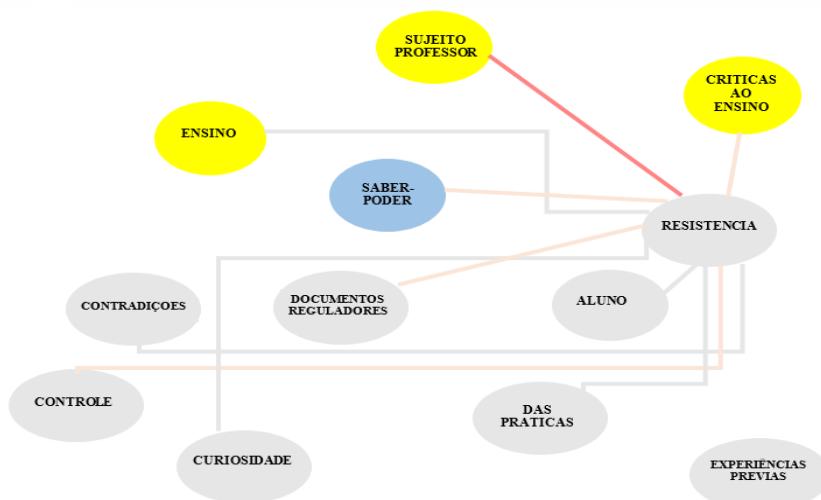 SUJEITO
PROFESSOR
CRITICAS
AO
ENSINO
ENSINO
SABER-
PODER
RESISTENCIA
CONTRADIÇOES
DOCUMENTOS
REGULADORES
ALUNO
CONTROLE
DAS
PRATICAS
CURIOSIDADE
EXPERIÊNCIAS
PREVIAS